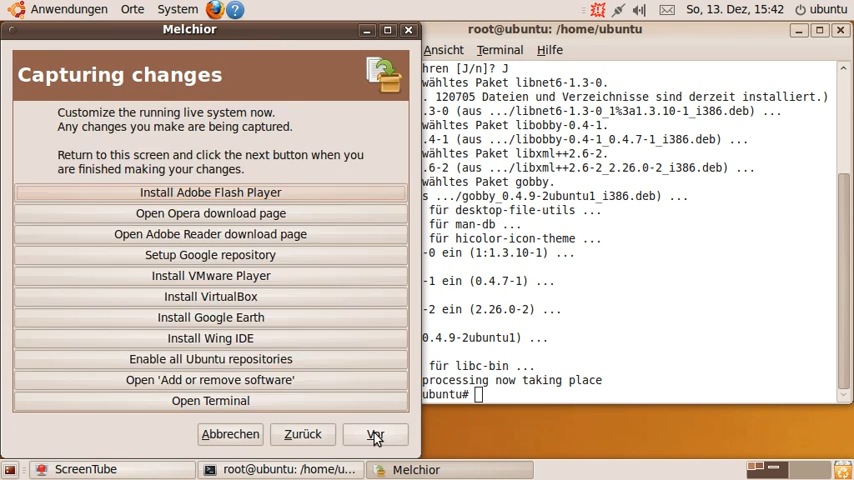 Anwendungen Orte System ? So, 13. Dez, 15:42 ubuntu
Melchior
Capturing changes
Customize the running live system now.
Any changes you make are being captured.
Return to this screen and click the next button when you
are finished making your changes.
Install Adobe Flash Player
Open Opera download page
Open Adobe Reader download page
Setup Google repository
Install VMware Player
Install VirtualBox
Install Google Earth
Install Wing IDE
Enable all Ubuntu repositories
Open 'Add or remove software'
Open Terminal
Abbrechen Zurück Vor
root@ubuntu: /home/ubuntu
Ansicht Terminal Hilfe
hren [J/n]? J
wähltes Paket libnet6-1.3-0.
. 120705 Dateien und Verzeichnisse sind derzeit installiert.)
.3-0 (aus .../libnet6-1.3-0_1%3a1.3.10-1_i386.deb) ...
wähltes Paket libobby-0.4-1.
.4-1 (aus .../libobby-0.4-1_0.4.7-1_i386.deb) ...
wähltes Paket libxml++2.6-2.
.6-2 (aus .../libxml++2.6-2_2.26.0-2_i386.deb) ...
wähltes Paket gobby.
s .../gobby_0.4.9-2ubuntu1_i386.deb) ...
für desktop-file-utils ...
für man-db ...
für hicolor-icon-theme ...
-0 ein (1:1.3.10-1) ...
-1 ein (0.4.7-1) ...
-2 ein (2.26.0-2) ...
0.4.9-2ubuntu1) ...
für libc-bin ...
processing now taking place
ubuntu#
ScreenTube root@ubuntu: /home/u... Melchior